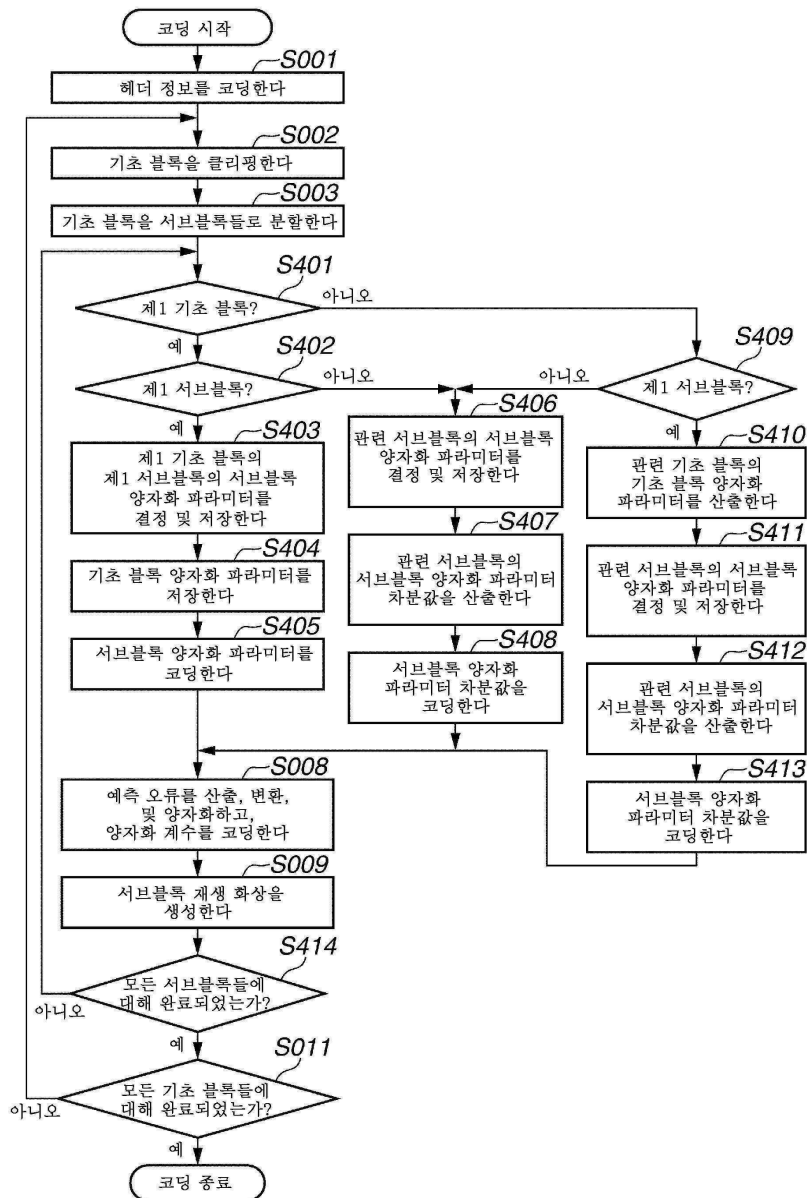 코딩 시작
S001
헤더 정보를 코딩한다
S002
기초 블록을 클리핑한다
S003
기초 블록을 서브블록들로 분할한다
S401
제1 기초 블록?
아니오
예
S402
제1 서브블록?
아니오
예
S403
제1 기초 블록의
제1 서브블록의 서브블록
양자화 파라미터를
결정 및 저장한다
S404
기초 블록 양자화 파라미터를
저장한다
S405
서브블록 양자화 파라미터를
코딩한다
S406
관련 서브블록의 서브블록
양자화 파라미터를
결정 및 저장한다
S407
관련 서브블록의
서브블록 양자화 파라미터
차분값을 산출한다
S408
서브블록 양자화
파라미터 차분값을
코딩한다
S409
제1 서브블록?
아니오
예
S410
관련 기초 블록의
기초 블록 양자화
파라미터를 산출한다
S411
관련 서브블록의 서브블록
양자화 파라미터를
결정 및 저장한다
S412
관련 서브블록의
서브블록 양자화 파라미터
차분값을 산출한다
S413
서브블록 양자화
파라미터 차분값을
코딩한다
S008
예측 오류를 산출, 변환,
및 양자화하고,
양자화 계수를 코딩한다
S009
서브블록 재생 화상을
생성한다
S414
모든 서브블록들에
대해 완료되었는가?
아니오
예
S011
모든 기초 블록들에
대해 완료되었는가?
아니오
예
코딩 종료